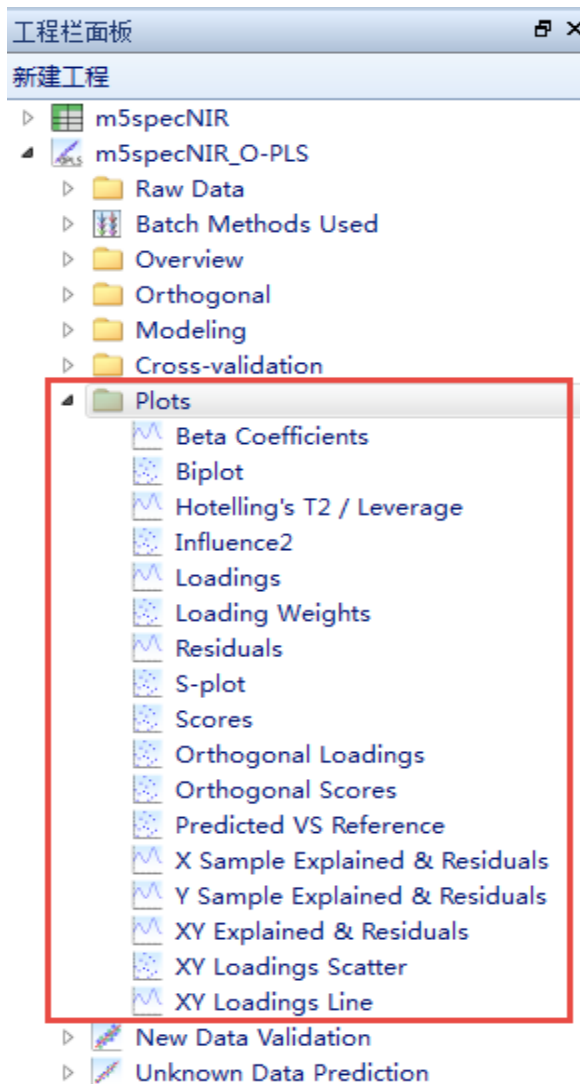 工程栏面板
新建工程
m5specNIR
m5specNIR_O-PLS
Raw Data
Batch Methods Used
Overview
Orthogonal
Modeling
Cross-validation
Plots
Beta Coefficients
Biplot
Hotelling's T2 / Leverage
Influence2
Loadings
Loading Weights
Residuals
S-plot
Scores
Orthogonal Loadings
Orthogonal Scores
Predicted VS Reference
X Sample Explained & Residuals
Y Sample Explained & Residuals
XY Explained & Residuals
XY Loadings Scatter
XY Loadings Line
New Data Validation
Unknown Data Prediction